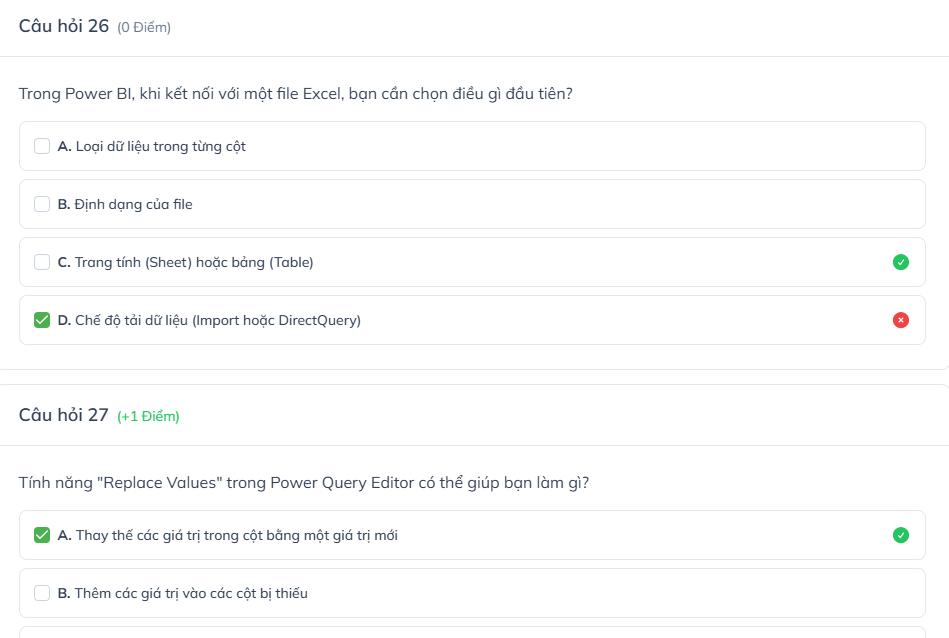 Câu hỏi 26 (0 Điểm)
Trong Power BI, khi kết nối với một file Excel, bạn cần chọn điều gì đầu tiên?
A. Loại dữ liệu trong từng cột
B. Định dạng của file
C. Trang tính (Sheet) hoặc bảng (Table)
D. Chế độ tải dữ liệu (Import hoặc DirectQuery)
Câu hỏi 27 (+1 Điểm)
Tính năng "Replace Values" trong Power Query Editor có thể giúp bạn làm gì?
A. Thay thế các giá trị trong cột bằng một giá trị mới
B. Thêm các giá trị vào các cột bị thiếu